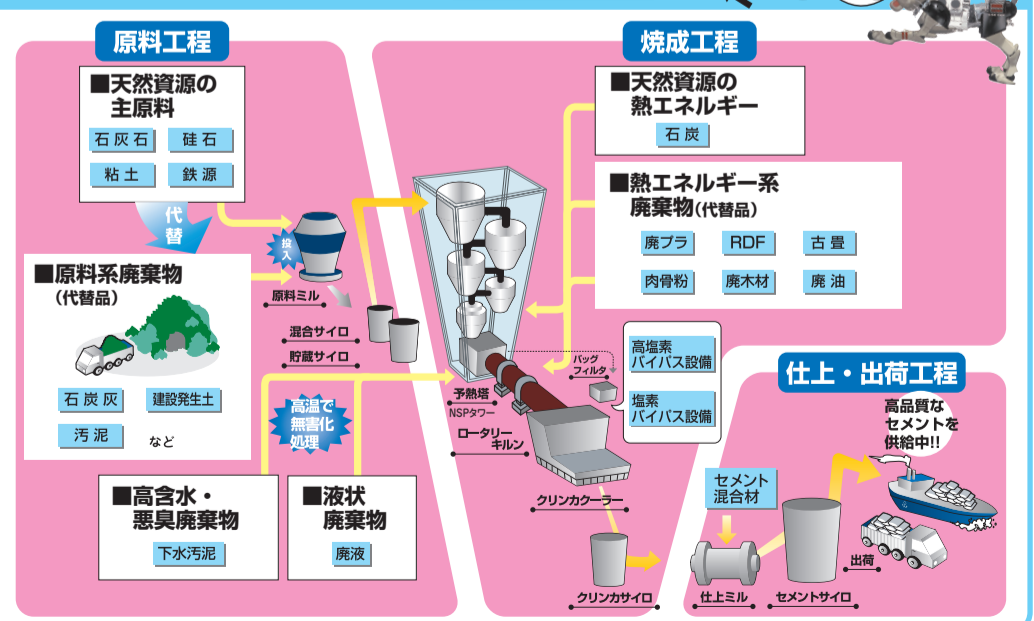 原料工程
■天然資源の
主原料
石灰石
硅石
粘土
鉄源
代
替
■原料系廃棄物
(代替品)
石炭灰
建設発生土
汚泥
など
投
入
原料ミル
混合サイロ
貯蔵サイロ
高温で
無害化
処理
■高含水・
悪臭廃棄物
下水汚泥
■液状
廃棄物
廃液
焼成工程
■天然資源の
熱エネルギー
石炭
■熱エネルギー系
廃棄物(代替品)
廃プラ
RDF
古畳
肉骨粉
廃木材
廃油
予熱塔
NSPタワー
ロータリー
キルン
バッグ
フィルタ
高塩素
バイパス設備
塩素
バイパス設備
クリンカクーラー
クリンカサイロ
仕上・出荷工程
高品質な
セメントを
供給中!!
セメント
混合材
仕上ミル
セメントサイロ
出荷